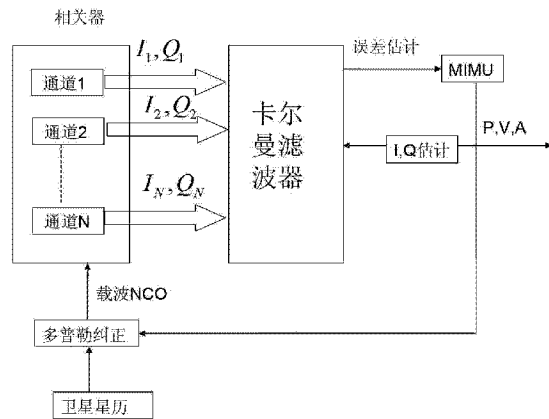 相关器
误差估计
I₁,Q₁
通道1
MIMU
I₂,Q₂
通道2
卡尔
曼滤
波器
P,V,A
I,Q估计
I_N,Q_N
通道N
载波NCO
多普勒纠正
卫星星历